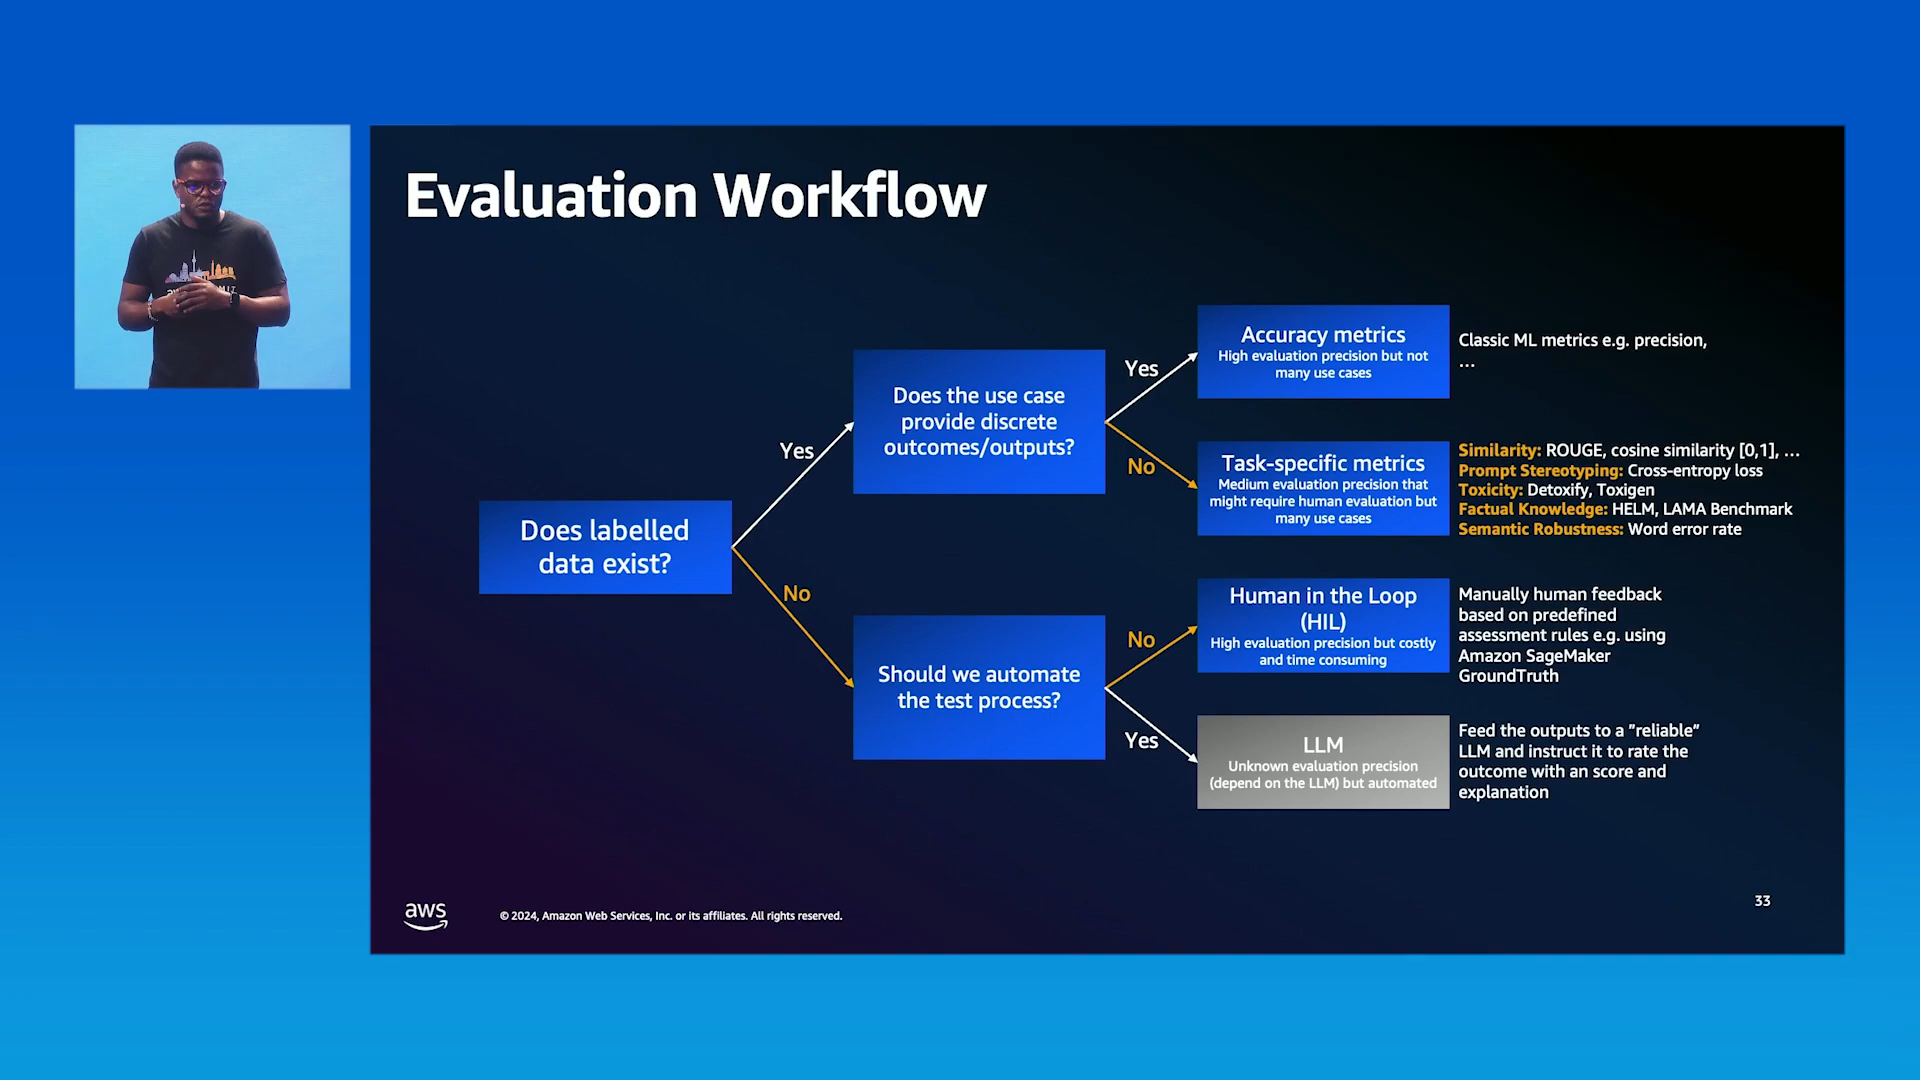 Evaluation Workflow
Does labelled
data exist?
Yes
No
Does the use case
provide discrete
outcomes/outputs?
Yes
No
Should we automate
the test process?
No
Yes
Accuracy metrics
High evaluation precision but not
many use cases
Classic ML metrics e.g. precision,
...
Task-specific metrics
Medium evaluation precision that
might require human evaluation but
many use cases
Similarity: ROUGE, cosine similarity [0,1], ...
Prompt Stereotyping: Cross-entropy loss
Toxicity: Detoxify, Toxigen
Factual Knowledge: HELM, LAMA Benchmark
Semantic Robustness: Word error rate
Human in the Loop
(HIL)
High evaluation precision but costly
and time consuming
Manually human feedback
based on predefined
assessment rules e.g. using
Amazon SageMaker
GroundTruth
LLM
Unknown evaluation precision
(depend on the LLM) but automated
Feed the outputs to a "reliable"
LLM and instruct it to rate the
outcome with an score and
explanation
aws
© 2024, Amazon Web Services, Inc. or its affiliates. All rights reserved.
33